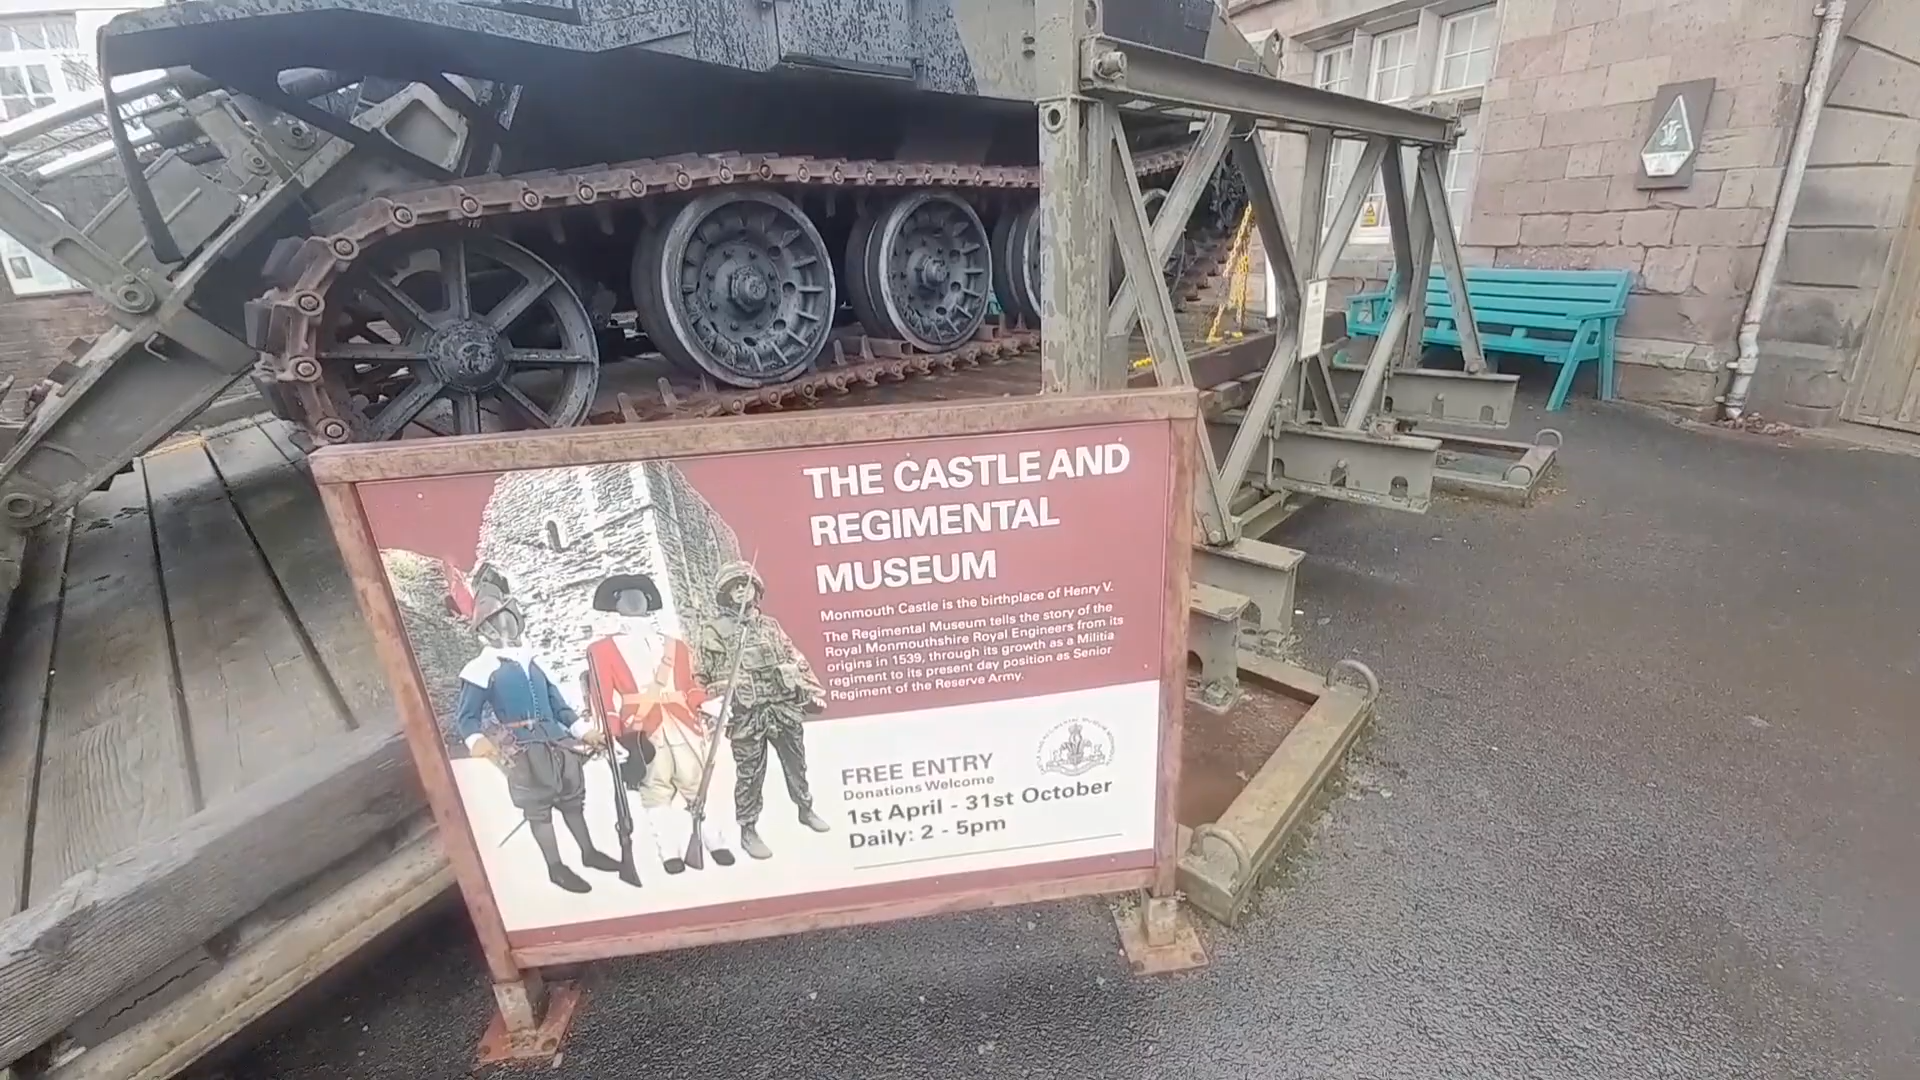 THE CASTLE AND
REGIMENTAL
MUSEUM
Monmouth Castle is the birthplace of Henry V.
The Regimental Museum tells the story of the
Royal Monmouthshire Royal Engineers from its
origins in 1539, through its growth as a Militia
regiment to its present day position as Senior
Regiment of the Reserve Army.
FREE ENTRY
Donations Welcome
1st April - 31st October
Daily: 2 - 5pm